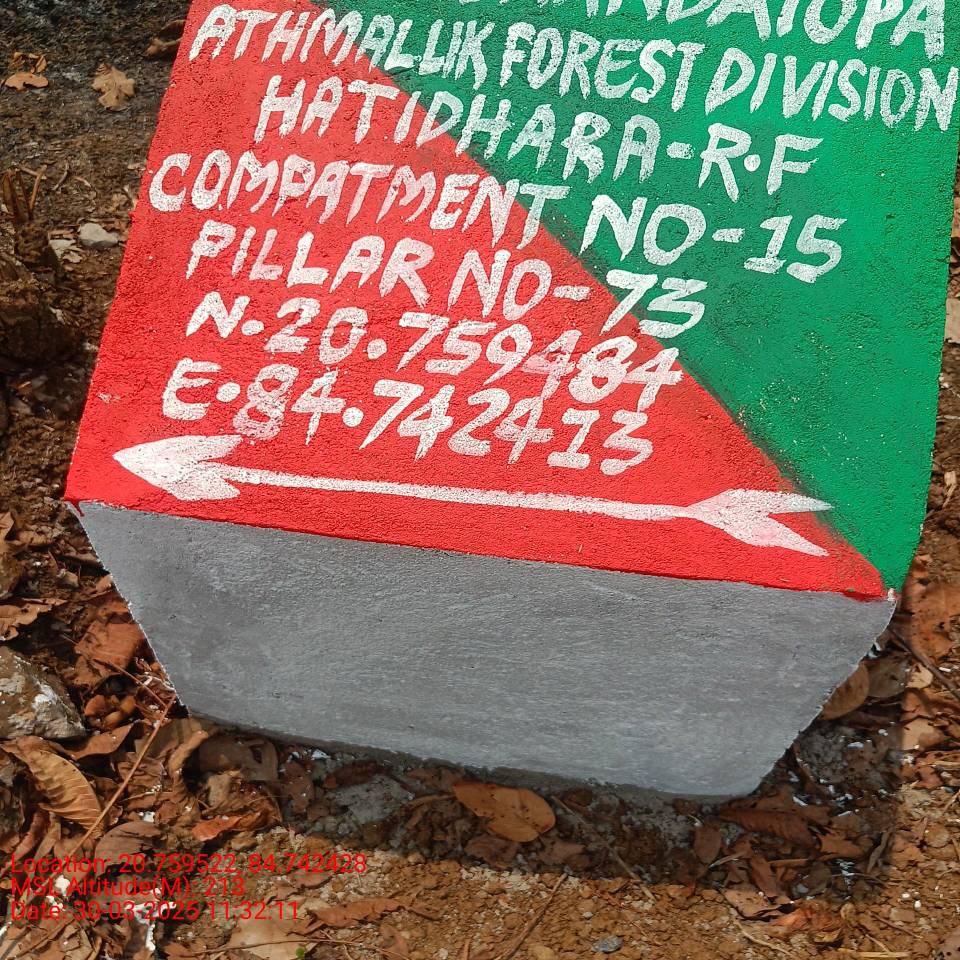 ATHMALLIK FOREST DIVISION
HATIDHARA-R.F
COMPATMENT NO-15
PILLAR NO-73
N.20.759484
E.84.742413
Location: 20.759522, 84.742428
MSL Altitude(M): 213
Date: 30-03-2025 11:32:11